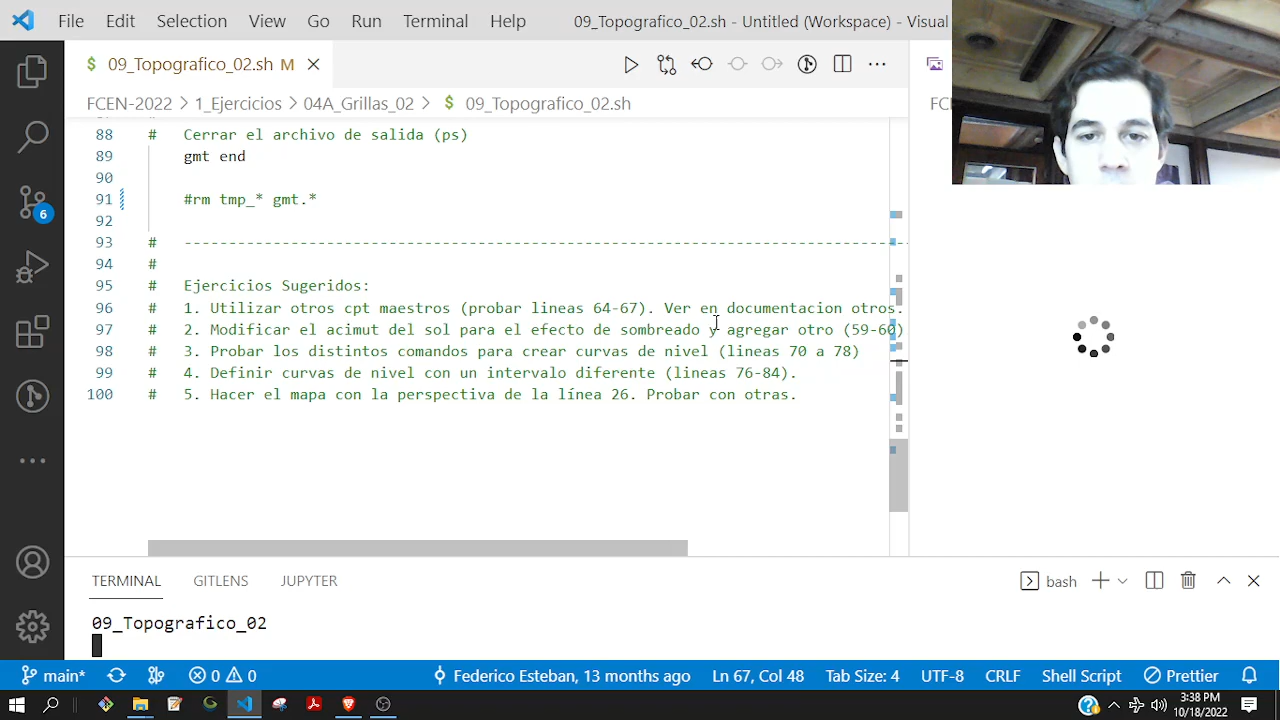 File Edit Selection View Go Run Terminal Help 09_Topografico_02.sh - Untitled (Workspace) - Visual
$ 09_Topografico_02.sh M
FCEN-2022 > 1_Ejercicios > 04A_Grillas_02 > $ 09_Topografico_02.sh
FC
88 # Cerrar el archivo de salida (ps)
89 gmt end
90
91 #rm tmp_* gmt.*
92
93 # --------------------------------------------------------------------------------
94 #
95 # Ejercicios Sugeridos:
96 # 1. Utilizar otros cpt maestros (probar lineas 64-67). Ver en documentacion otros.
97 # 2. Modificar el acimut del sol para el efecto de sombreado y agregar otro (59-60)
98 # 3. Probar los distintos comandos para crear curvas de nivel (lineas 70 a 78)
99 # 4. Definir curvas de nivel con un intervalo diferente (lineas 76-84).
100 # 5. Hacer el mapa con la perspectiva de la línea 26. Probar con otras.
6
TERMINAL GITLENS JUPYTER bash
09_Topografico_02
main* 0 0 Federico Esteban, 13 months ago Ln 67, Col 48 Tab Size: 4 UTF-8 CRLF Shell Script Prettier
3:38 PM
10/18/2022